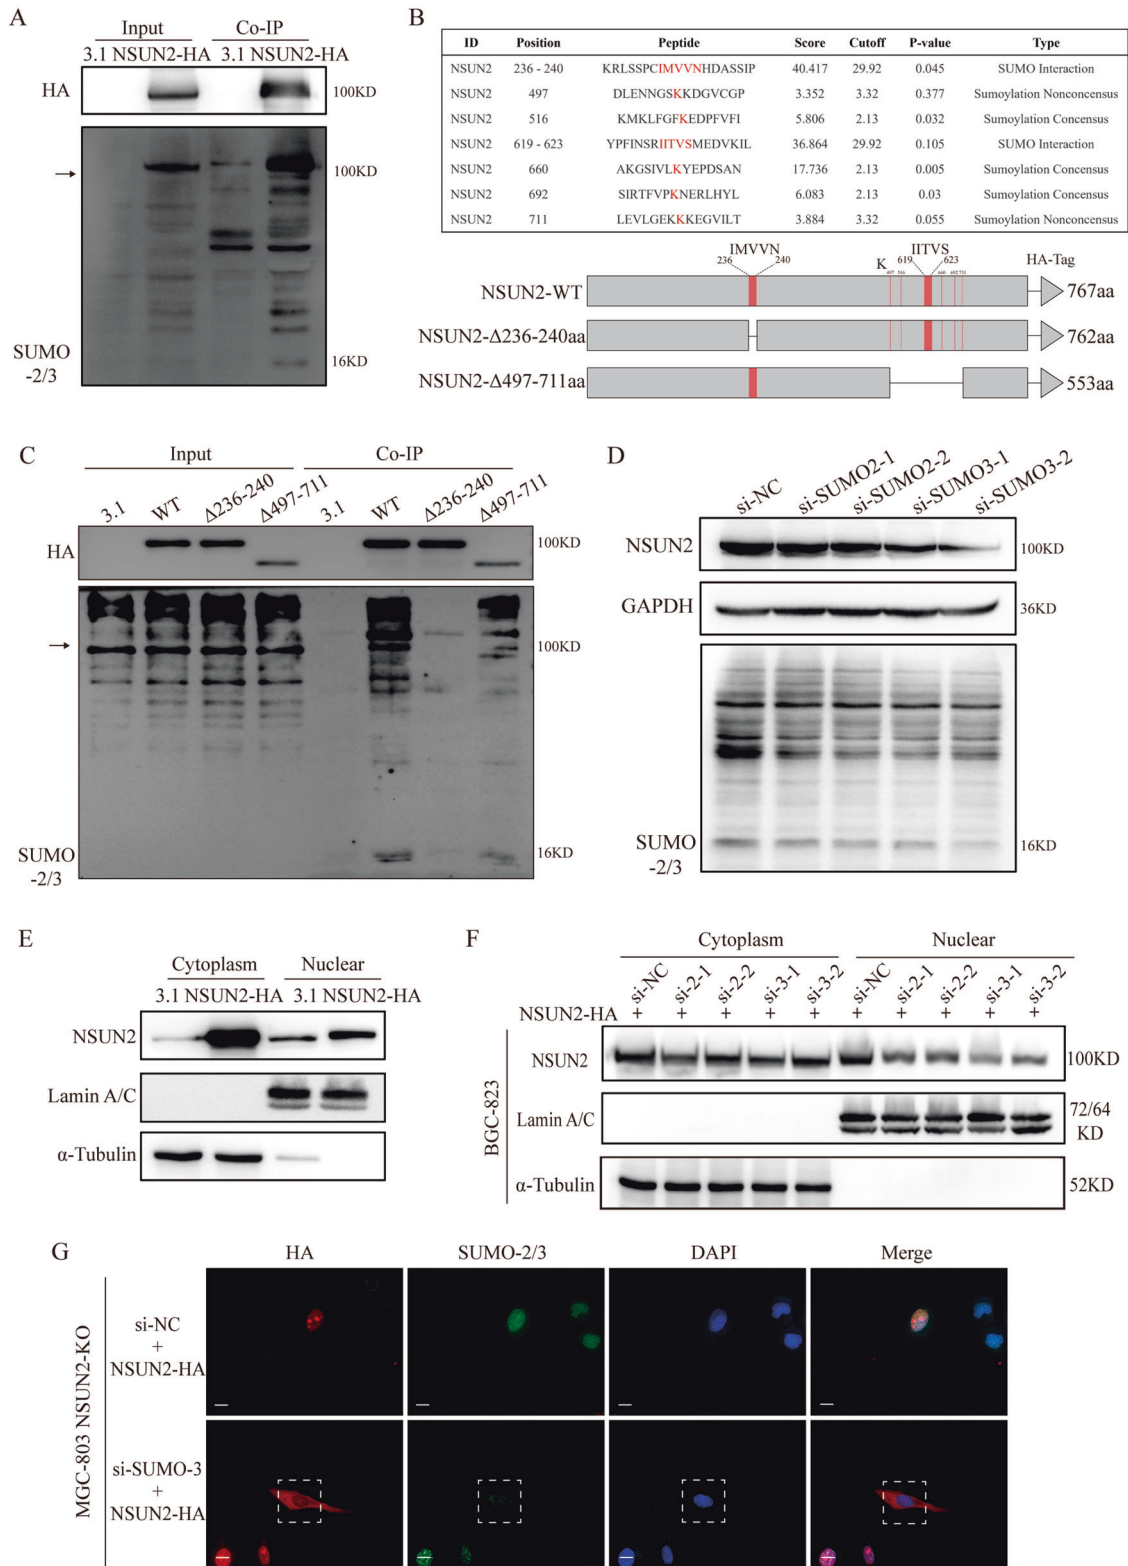 A
Input Co-IP
3.1 NSUN2-HA 3.1 NSUN2-HA
HA 100KD
→ 100KD
SUMO
-2/3
16KD
B
ID Position Peptide Score Cutoff P-value Type
NSUN2 236 - 240 KRLSSPCIMVVNHDASSIP 40.417 29.92 0.045 SUMO Interaction
NSUN2 497 DLENNGSKKDGVCGP 3.352 3.32 0.377 Sumoylation Nonconcensus
NSUN2 516 KMKLFGFKEDPFVFI 5.806 2.13 0.032 Sumoylation Concensus
NSUN2 619 - 623 YPFINSRIITVSMEDVKIL 36.864 29.92 0.105 SUMO Interaction
NSUN2 660 AKGSIVLKYEPDSAN 17.736 2.13 0.005 Sumoylation Concensus
NSUN2 692 SIRTFVPKNERLHYL 6.083 2.13 0.03 Sumoylation Concensus
NSUN2 711 LEVLGEKKKEGVILT 3.884 3.32 0.055 Sumoylation Nonconcensus
IMVVN IITVS HA-Tag
236 240 K 619 623
497 516 660 692 711
NSUN2-WT 767aa
NSUN2-Δ236-240aa 762aa
NSUN2-Δ497-711aa 553aa
C
Input Co-IP
3.1 WT Δ236-240 Δ497-711 3.1 WT Δ236-240 Δ497-711
HA 100KD
→ 100KD
SUMO
-2/3
16KD
D
si-NC si-SUMO2-1 si-SUMO2-2 si-SUMO3-1 si-SUMO3-2
NSUN2 100KD
GAPDH 36KD
SUMO
-2/3
16KD
E
Cytoplasm Nuclear
3.1 NSUN2-HA 3.1 NSUN2-HA
NSUN2
Lamin A/C
α-Tubulin
F
Cytoplasm Nuclear
si-NC si-2-1 si-2-2 si-3-1 si-3-2 si-NC si-2-1 si-2-2 si-3-1 si-3-2
NSUN2-HA + + + + + + + + + +
BGC-823
NSUN2 100KD
Lamin A/C 72/64
KD
α-Tubulin 52KD
G
HA SUMO-2/3 DAPI Merge
MGC-803 NSUN2-KO
si-NC
+
NSUN2-HA
si-SUMO-3
+
NSUN2-HA